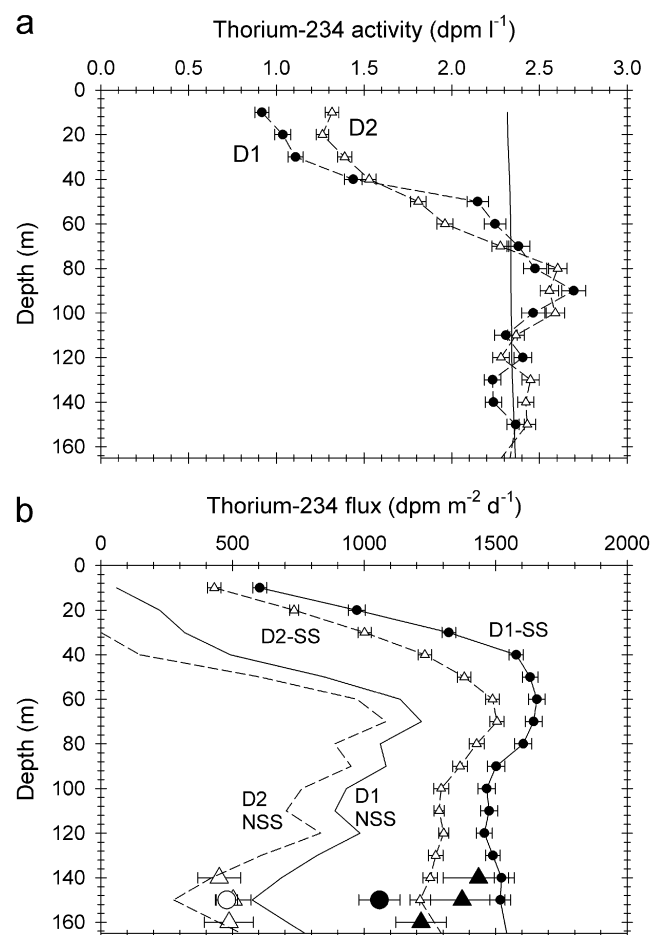 a
Thorium-234 activity (dpm l⁻¹)
0.0 0.5 1.0 1.5 2.0 2.5 3.0
0
20
40
60
80
100
120
140
160
Depth (m)
D1
D2
b
Thorium-234 flux (dpm m⁻² d⁻¹)
0 500 1000 1500 2000
0
20
40
60
80
100
120
140
160
Depth (m)
D2-SS
D1-SS
D2
NSS
D1
NSS